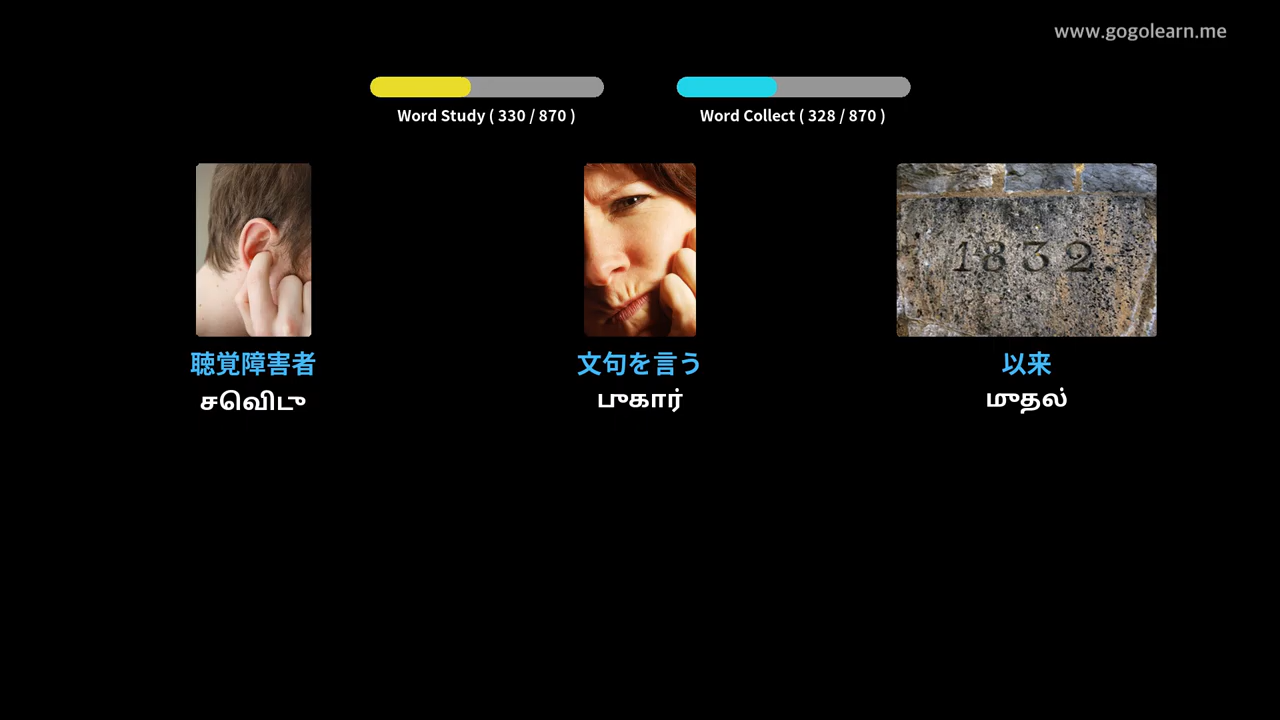 www.gogolearn.me
Word Study ( 330 / 870 )
Word Collect ( 328 / 870 )
1832.
聴覚障害者
文句を言う
以来
சவெிடு
புகார்
முதல்